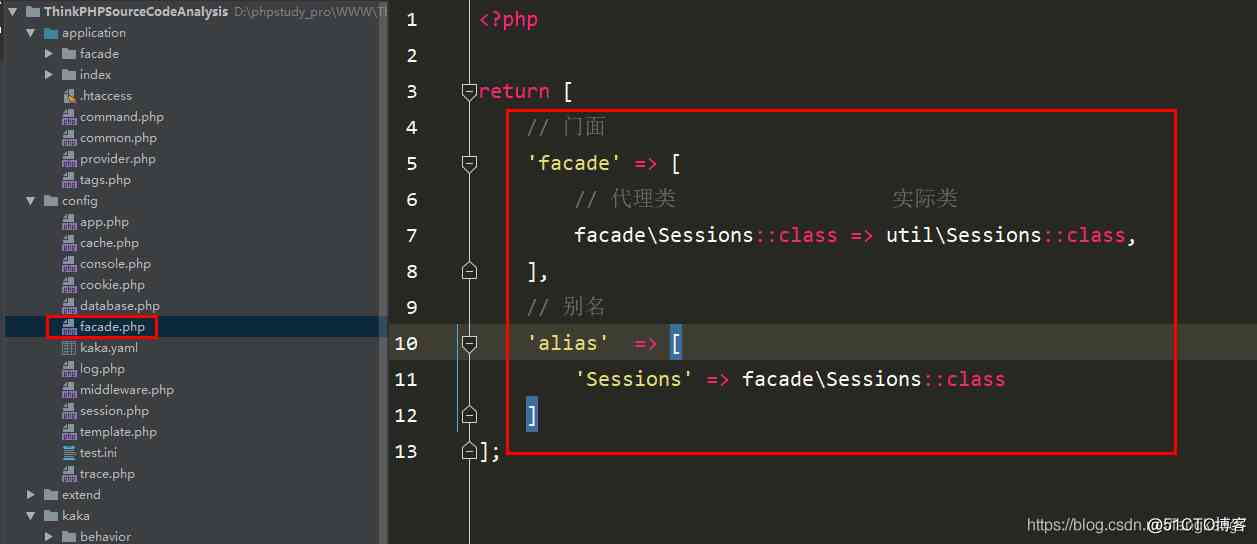 ThinkPHPSourceCodeAnalysis D:\phpstudy_pro\WWW\Th
application
facade
index
.htaccess
command.php
common.php
provider.php
tags.php
config
app.php
cache.php
console.php
cookie.php
database.php
facade.php
kaka.yaml
log.php
middleware.php
session.php
template.php
test.ini
trace.php
extend
kaka
behavior
1 <?php
2
3 return [
4 // 门面
5 'facade' => [
6 // 代理类 实际类
7 facade\Sessions::class => util\Sessions::class,
8 ],
9 // 别名
10 'alias' => [
11 'Sessions' => facade\Sessions::class
12 ]
13 ];
https://blog.csdn.n
@51CTO博客